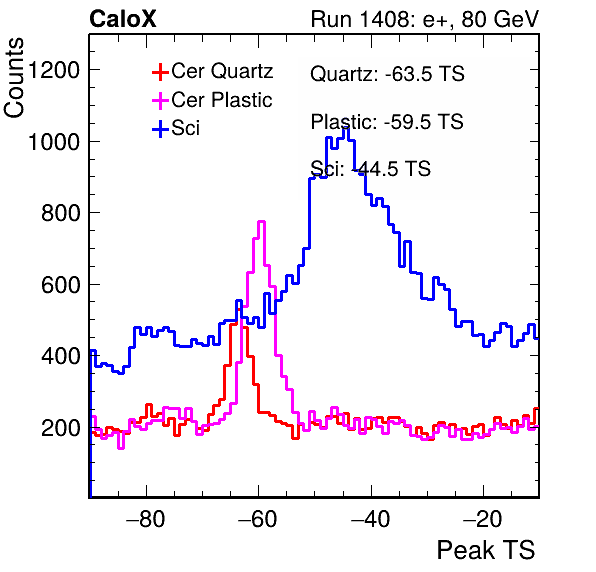 CaloX Run 1408: e+, 80 GeV
Counts
1200
1000
800
600
400
200
Cer Quartz
Cer Plastic
Sci
Quartz: -63.5 TS
Plastic: -59.5 TS
Sci: -44.5 TS
−80 −60 −40 −20
Peak TS